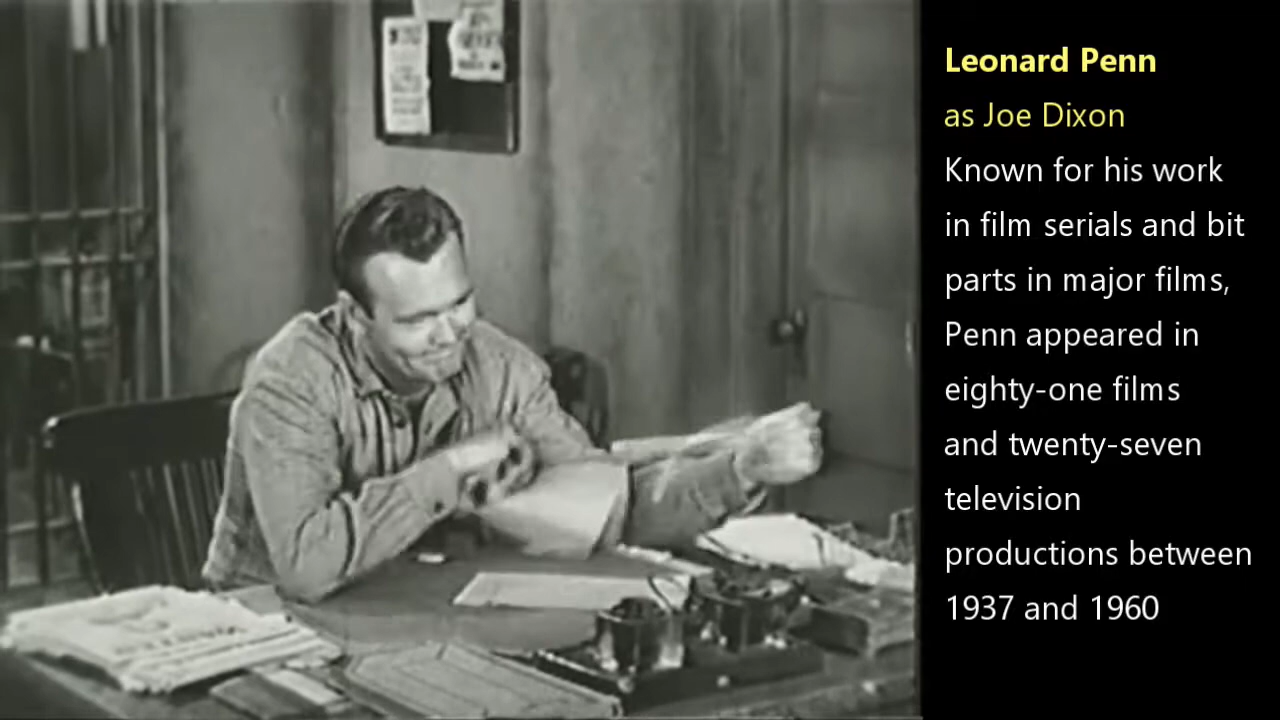 Leonard Penn
as Joe Dixon
Known for his work
in film serials and bit
parts in major films,
Penn appeared in
eighty-one films
and twenty-seven
television
productions between
1937 and 1960